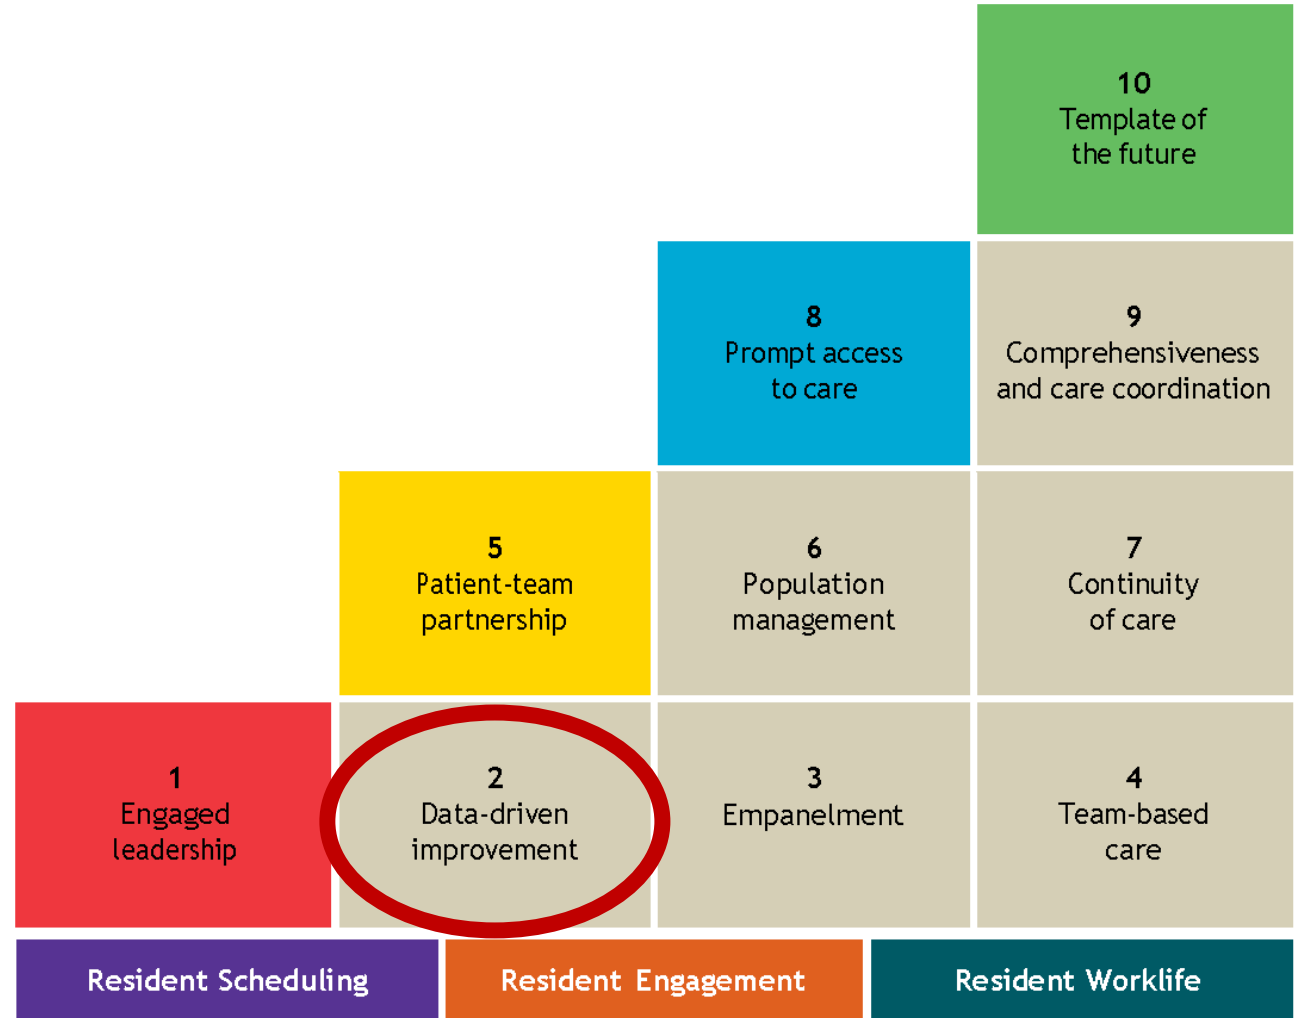 10
Template of
the future
8
Prompt access
to care
9
Comprehensiveness
and care coordination
5
Patient-team
partnership
6
Population
management
7
Continuity
of care
1
Engaged
leadership
2
Data-driven
improvement
3
Empanelment
4
Team-based
care
Resident Scheduling
Resident Engagement
Resident Worklife